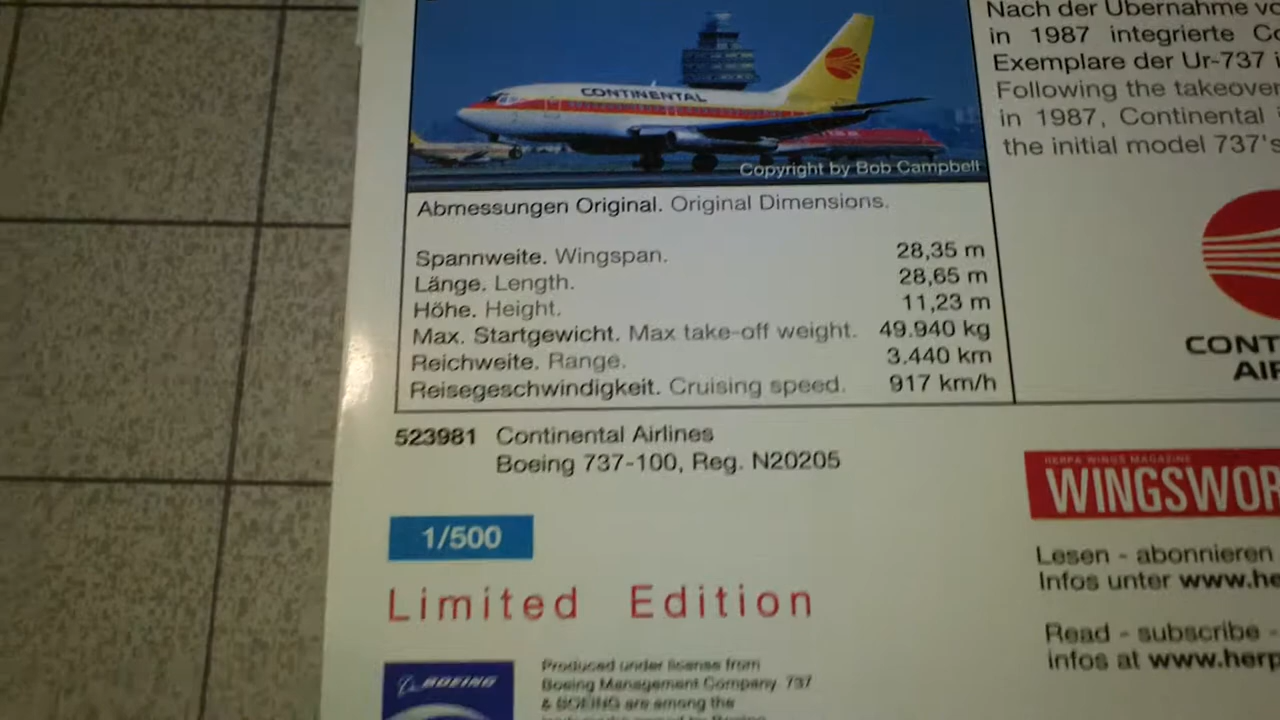 CONTINENTAL
Copyright by Bob Campbell
Abmessungen Original. Original Dimensions.
Spannweite. Wingspan. 28,35 m
Länge. Length. 28,65 m
Höhe. Height. 11,23 m
Max. Startgewicht. Max take-off weight. 49.940 kg
Reichweite. Range. 3.440 km
Reisegeschwindigkeit. Cruising speed. 917 km/h
523981 Continental Airlines
Boeing 737-100, Reg. N20205
1/500
Limited Edition
BOEING
Produced under license from
Boeing Management Company. 737
& BOEING are among the
Nach der Übernahme
in 1987 integrierte
Exemplare der Ur-737
Following the takeover
in 1987, Continental
the initial model 737's
CONT
AIR
HERPA WINGS MAGAZINE
WINGSWOR
Lesen - abonnieren
Infos unter www.he
Read - subscribe -
infos at www.herp